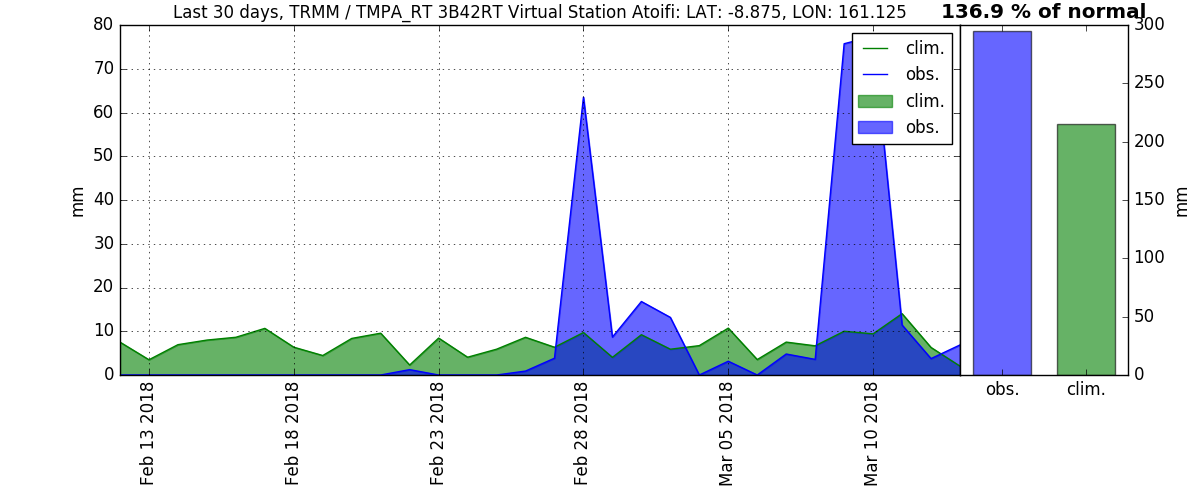 Last 30 days, TRMM / TMPA_RT 3B42RT Virtual Station Atoifi: LAT: -8.875, LON: 161.125
136.9 % of normal
80
70
60
50
40
30
20
10
0
mm
clim.
obs.
clim.
obs.
300
250
200
150
100
50
0
mm
Feb 13 2018
Feb 18 2018
Feb 23 2018
Feb 28 2018
Mar 05 2018
Mar 10 2018
obs.
clim.